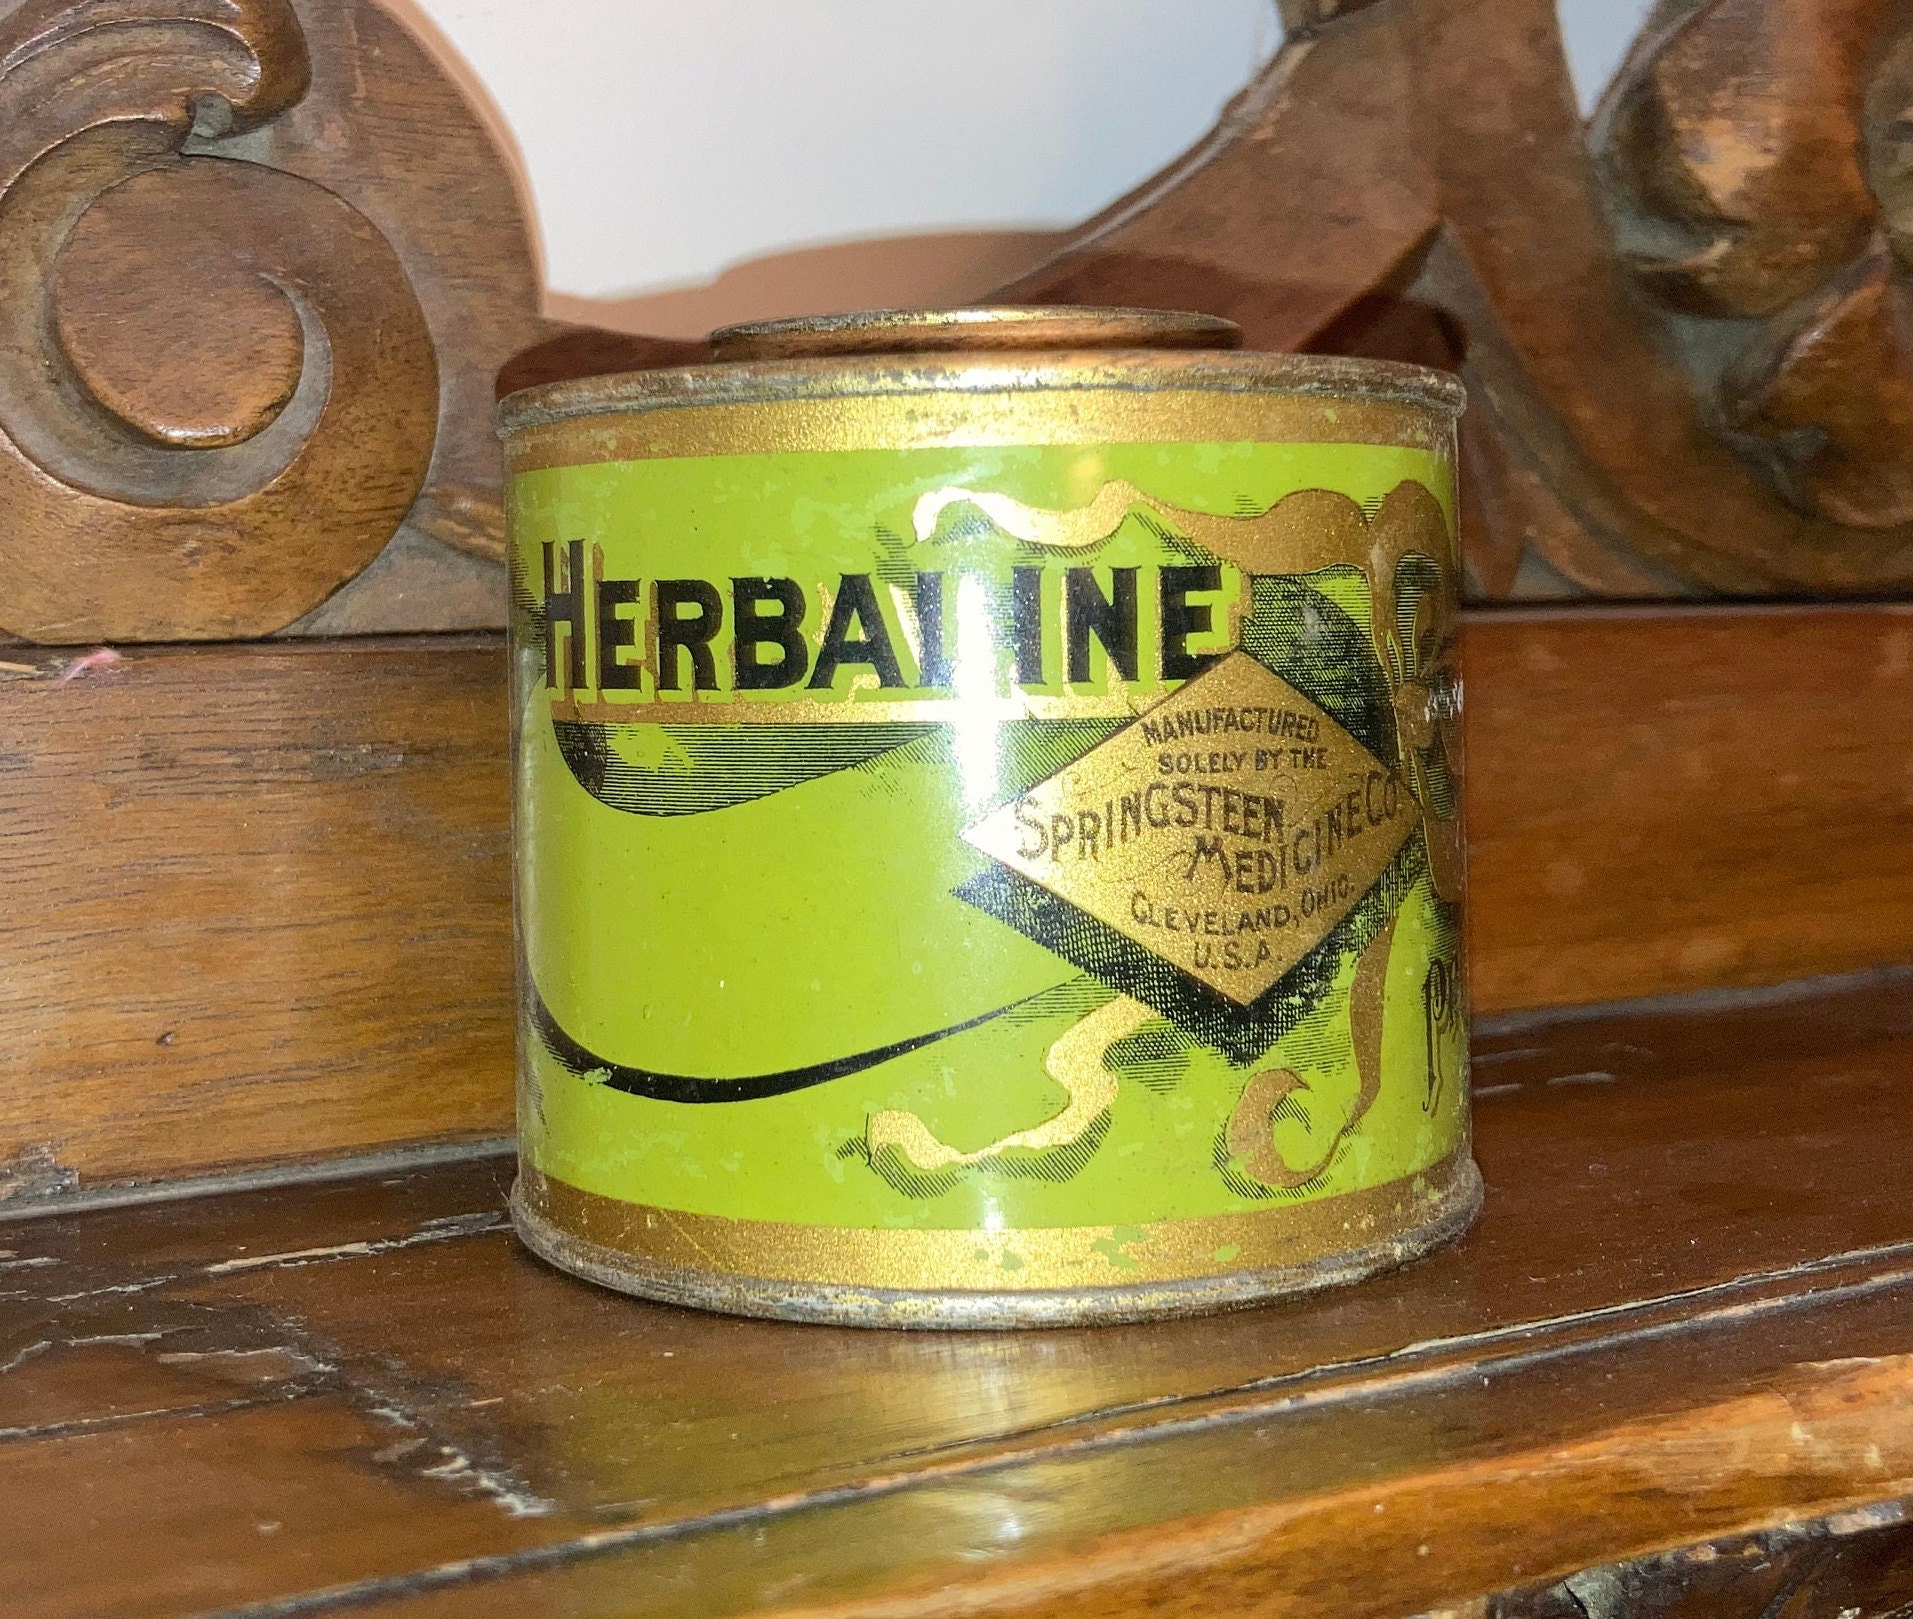 HERBALINE
MANUFACTURED
SOLELY BY THE
SPRINGSTEEN
MEDICINE CO.
CLEVELAND, OHIO.
U.S.A.